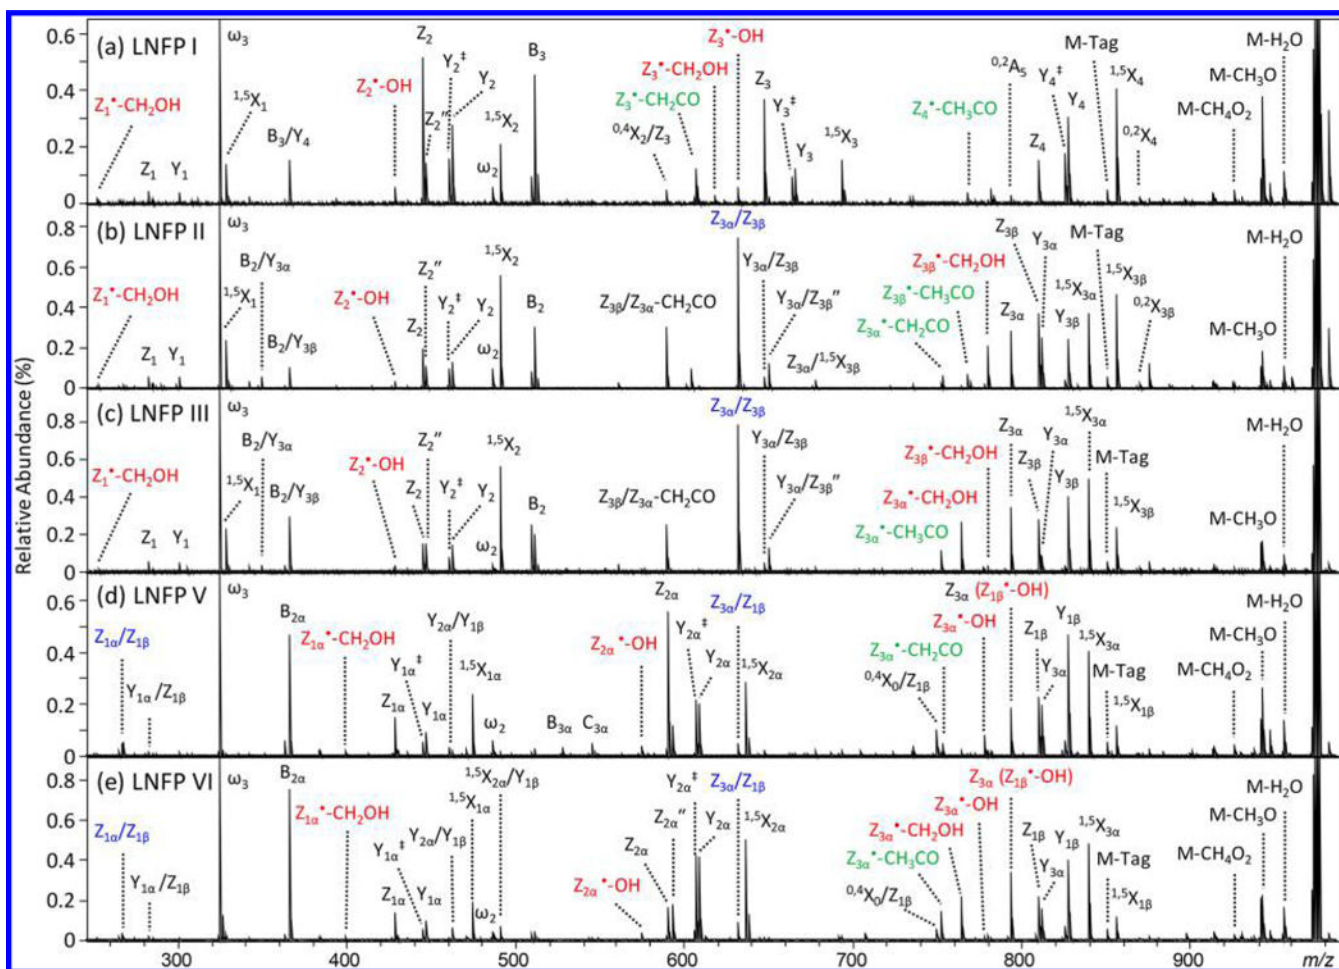 (a) LNFP I
ω₃
Z₁•-CH₂OH
¹,⁵X₁
Z₁
Y₁
B₃/Y₄
Z₂•-OH
Z₂
Z₂″
Y₂‡
Y₂
ω₂
¹,⁵X₂
B₃
⁰,⁴X₂/Z₃
Z₃•-CH₂CO
Z₃•-CH₂OH
Z₃•-OH
Z₃
Y₃‡
Y₃
¹,⁵X₃
Z₄•-CH₃CO
⁰,²A₅
Z₄
Y₄‡
Y₄
M-Tag
¹,⁵X₄
⁰,²X₄
M-CH₄O₂
M-CH₃O
M-H₂O
(b) LNFP II
ω₃
Z₁•-CH₂OH
Z₁
Y₁
¹,⁵X₁
B₂/Y₃α
B₂/Y₃β
Z₂•-OH
Z₂
Z₂″
Y₂‡
Y₂
ω₂
¹,⁵X₂
B₂
Z₃β/Z₃α-CH₂CO
Z₃α/Z₃β
Y₃α/Z₃β
Y₃α/Z₃β″
Z₃α/¹,⁵X₃β
Z₃α•-CH₂CO
Z₃β•-CH₃CO
Z₃β•-CH₂OH
Z₃α
Z₃β
Y₃α
Y₃β
¹,⁵X₃α
M-Tag
¹,⁵X₃β
⁰,²X₃β
M-CH₃O
M-H₂O
(c) LNFP III
ω₃
Z₁•-CH₂OH
Z₁
Y₁
¹,⁵X₁
B₂/Y₃α
B₂/Y₃β
Z₂•-OH
Z₂
Z₂″
Y₂‡
Y₂
ω₂
¹,⁵X₂
B₂
Z₃β/Z₃α-CH₂CO
Z₃α/Z₃β
Y₃α/Z₃β
Y₃α/Z₃β″
Z₃α•-CH₃CO
Z₃α•-CH₂OH
Z₃β•-CH₂OH
Z₃α
Z₃β
Y₃α
Y₃β
¹,⁵X₃α
M-Tag
¹,⁵X₃β
M-CH₃O
M-H₂O
(d) LNFP V
ω₃
Z₁α/Z₁β
Y₁α/Z₁β
B₂α
Z₁α•-CH₂OH
Z₁α
Y₁α‡
Y₁α
Y₂α/Y₁β
¹,⁵X₁α
ω₂
B₃α
C₃α
Z₂α•-OH
Z₂α
Y₂α‡
Y₂α
Z₃α/Z₁β
¹,⁵X₂α
⁰,⁴X₀/Z₁β
Z₃α•-CH₂CO
Z₃α•-OH
Z₃α (Z₁β•-OH)
Z₁β
Y₃α
Y₁β
¹,⁵X₃α
M-Tag
¹,⁵X₁β
M-CH₄O₂
M-CH₃O
M-H₂O
(e) LNFP VI
ω₃
Z₁α/Z₁β
Y₁α/Z₁β
B₂α
Z₁α•-CH₂OH
Z₁α
Y₁α‡
Y₁α
Y₂α/Y₁β
¹,⁵X₁α
ω₂
¹,⁵X₂α/Y₁β
Z₂α•-OH
Z₂α
Z₂α″
Y₂α‡
Y₂α
Z₃α/Z₁β
¹,⁵X₂α
⁰,⁴X₀/Z₁β
Z₃α•-CH₃CO
Z₃α•-CH₂OH
Z₃α•-OH
Z₃α (Z₁β•-OH)
Z₁β
Y₃α
Y₁β
¹,⁵X₃α
M-Tag
¹,⁵X₁β
M-CH₄O₂
M-CH₃O
M-H₂O
Relative Abundance (%)
0.6
0.4
0.2
0
0.8
0.6
0.4
0.2
0
0.8
0.6
0.4
0.2
0
0.6
0.4
0.2
0
0.8
0.6
0.4
0.2
0
300
400
500
600
700
800
900
m/z